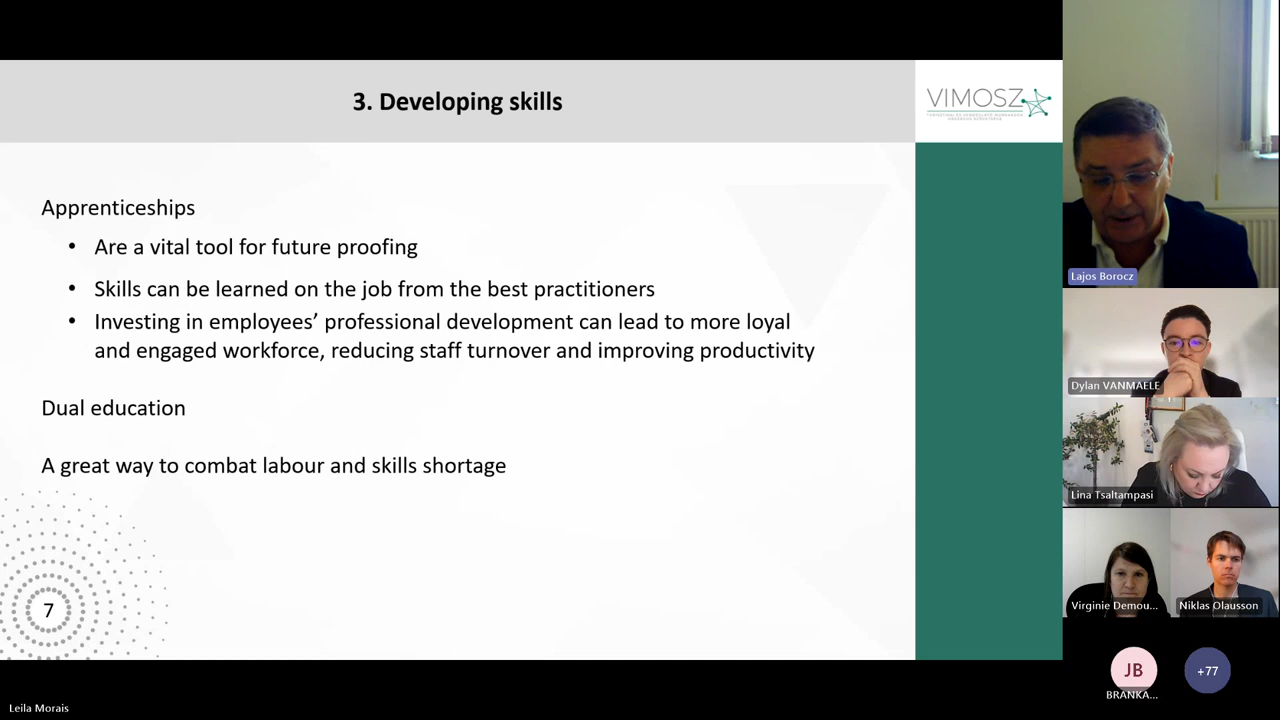 3. Developing skills
VIMOSZ
Apprenticeships
• Are a vital tool for future proofing
• Skills can be learned on the job from the best practitioners
• Investing in employees’ professional development can lead to more loyal
and engaged workforce, reducing staff turnover and improving productivity
Dual education
A great way to combat labour and skills shortage
7
Lajos Borocz
Dylan VANMAELE
Lina Tsaltampasi
Virginie Demou...
Niklas Olausson
JB
+77
BRANKA...
Leila Morais